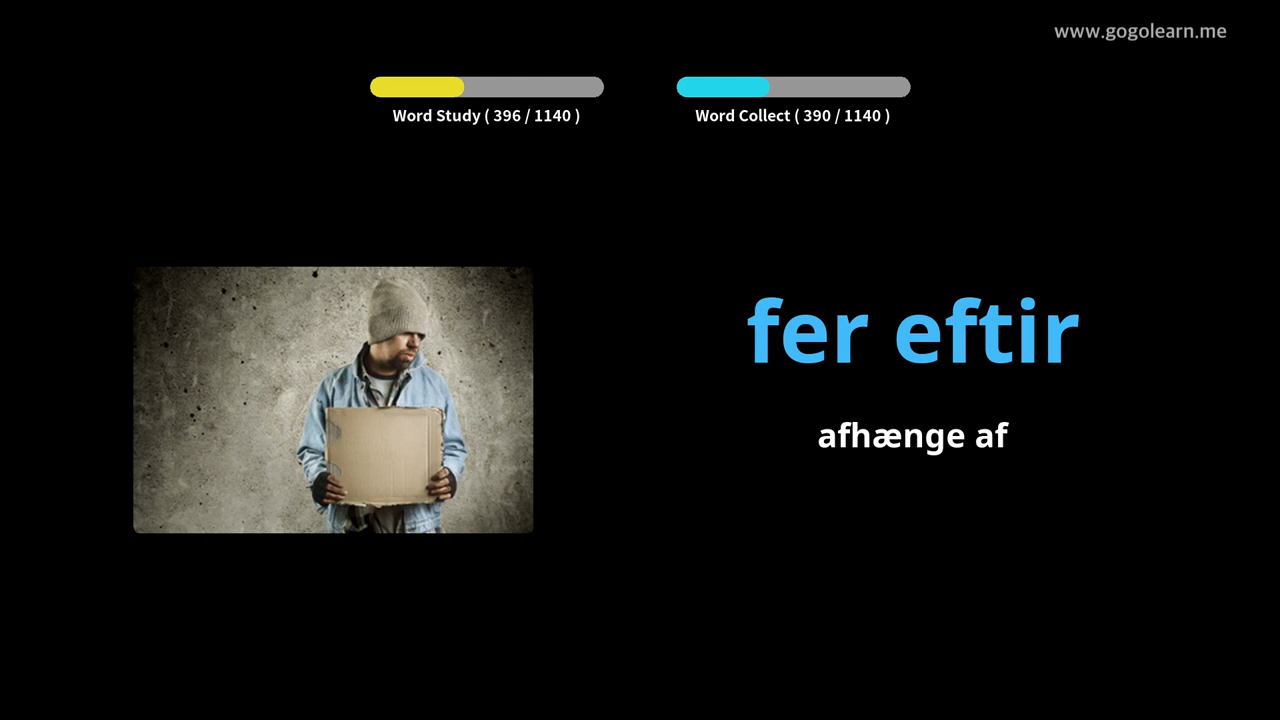 www.gogolearn.me
Word Study ( 396 / 1140 )
Word Collect ( 390 / 1140 )
fer eftir
afhænge af